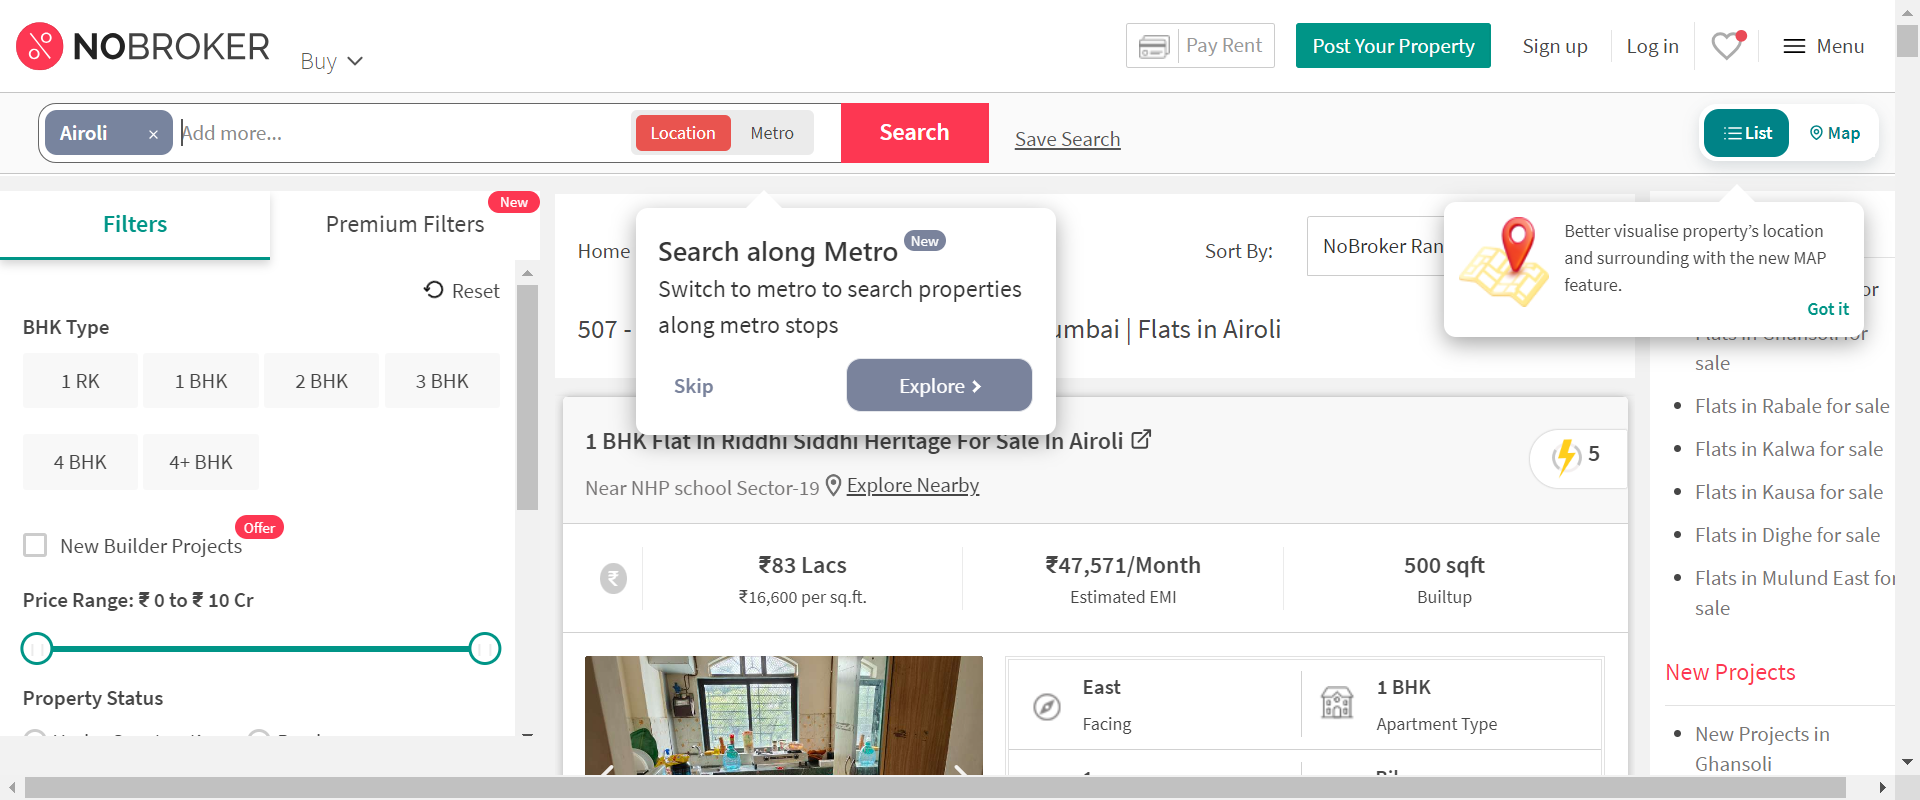 NOBROKER
Buy
Pay Rent
Post Your Property
Sign up
Log in
Menu
Airoli ×
Add more...
Location
Metro
Search
Save Search
List
Map
Filters
Premium Filters
New
Reset
BHK Type
1 RK
1 BHK
2 BHK
3 BHK
4 BHK
4+ BHK
New Builder Projects
Offer
Price Range: ₹ 0 to ₹ 10 Cr
Property Status
Home
Search along Metro
New
Switch to metro to search properties
along metro stops
Skip
Explore
Sort By:
NoBroker Ran
507 -
umbai | Flats in Airoli
Better visualise property's location
and surrounding with the new MAP
feature.
Got it
1 BHK Flat In Riddhi Siddhi Heritage For Sale In Airoli
Near NHP school Sector-19
Explore Nearby
5
₹83 Lacs
₹16,600 per sq.ft.
₹47,571/Month
Estimated EMI
500 sqft
Builtup
East
Facing
1 BHK
Apartment Type
or
Flats in Ghansoli for
sale
Flats in Rabale for sale
Flats in Kalwa for sale
Flats in Kausa for sale
Flats in Dighe for sale
Flats in Mulund East for
sale
New Projects
New Projects in
Ghansoli